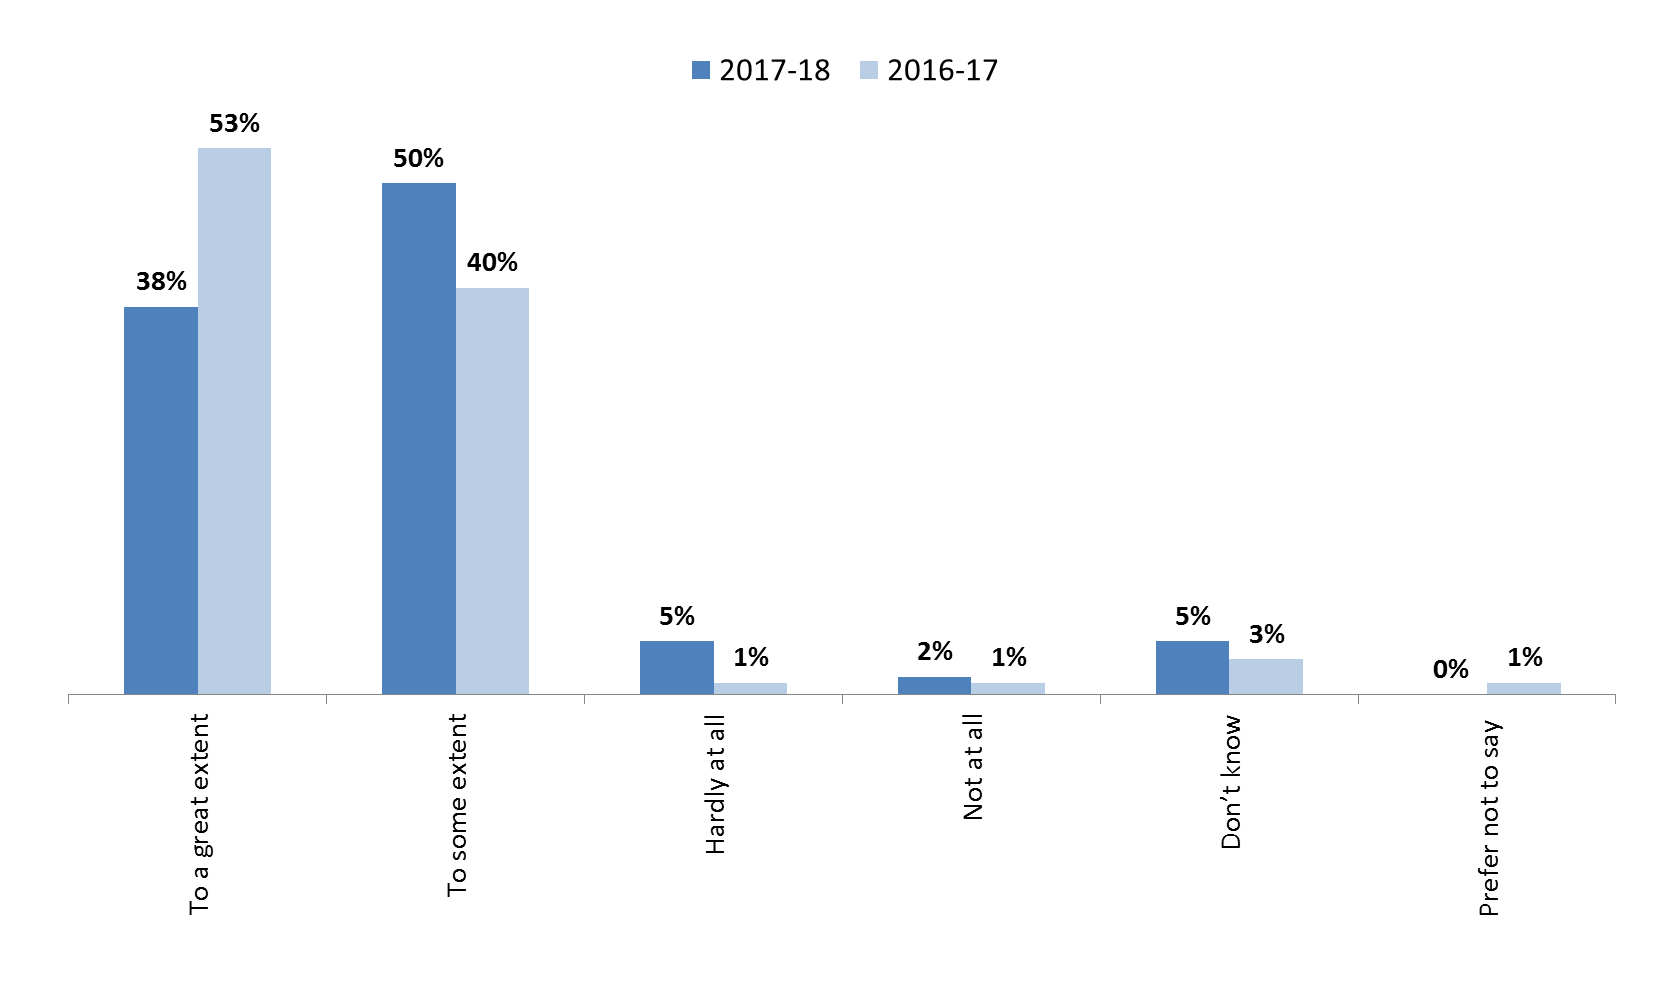 2017-18 2016-17
38% 53%
50% 40%
5% 1%
2% 1%
5% 3%
0% 1%
To a great extent
To some extent
Hardly at all
Not at all
Don’t know
Prefer not to say